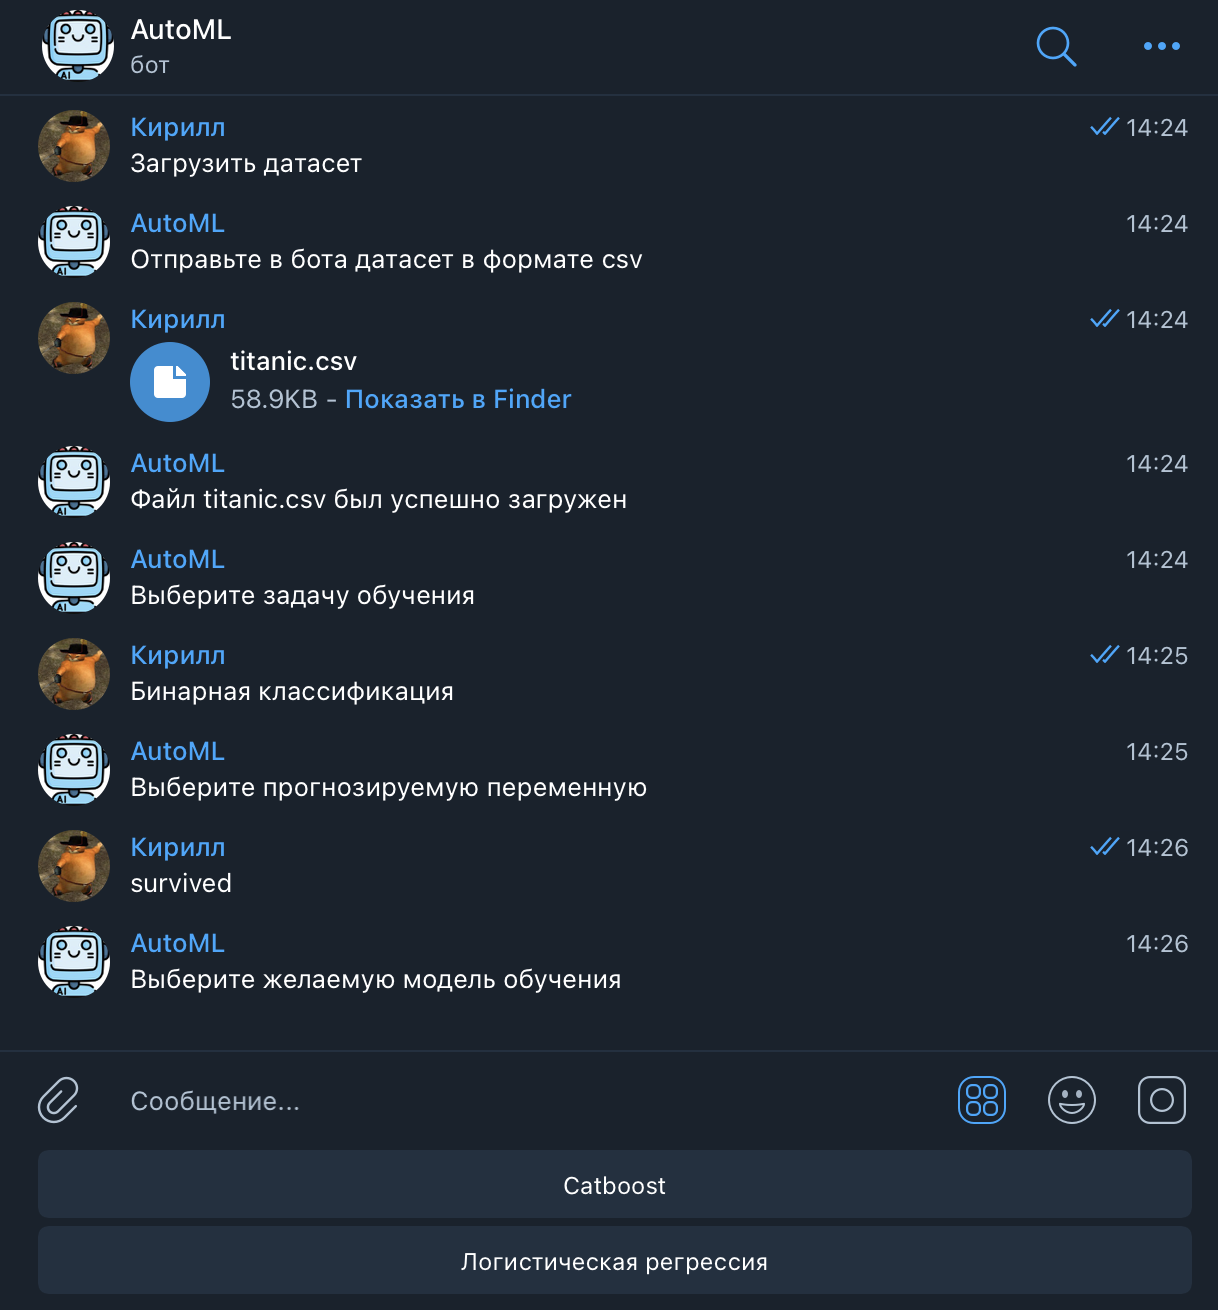 AutoML
бот
Кирилл 14:24
Загрузить датасет
AutoML 14:24
Отправьте в бота датасет в формате csv
Кирилл 14:24
titanic.csv
58.9KB - Показать в Finder
AutoML 14:24
Файл titanic.csv был успешно загружен
AutoML 14:24
Выберите задачу обучения
Кирилл 14:25
Бинарная классификация
AutoML 14:25
Выберите прогнозируемую переменную
Кирилл 14:26
survived
AutoML 14:26
Выберите желаемую модель обучения
Сообщение...
Catboost
Логистическая регрессия